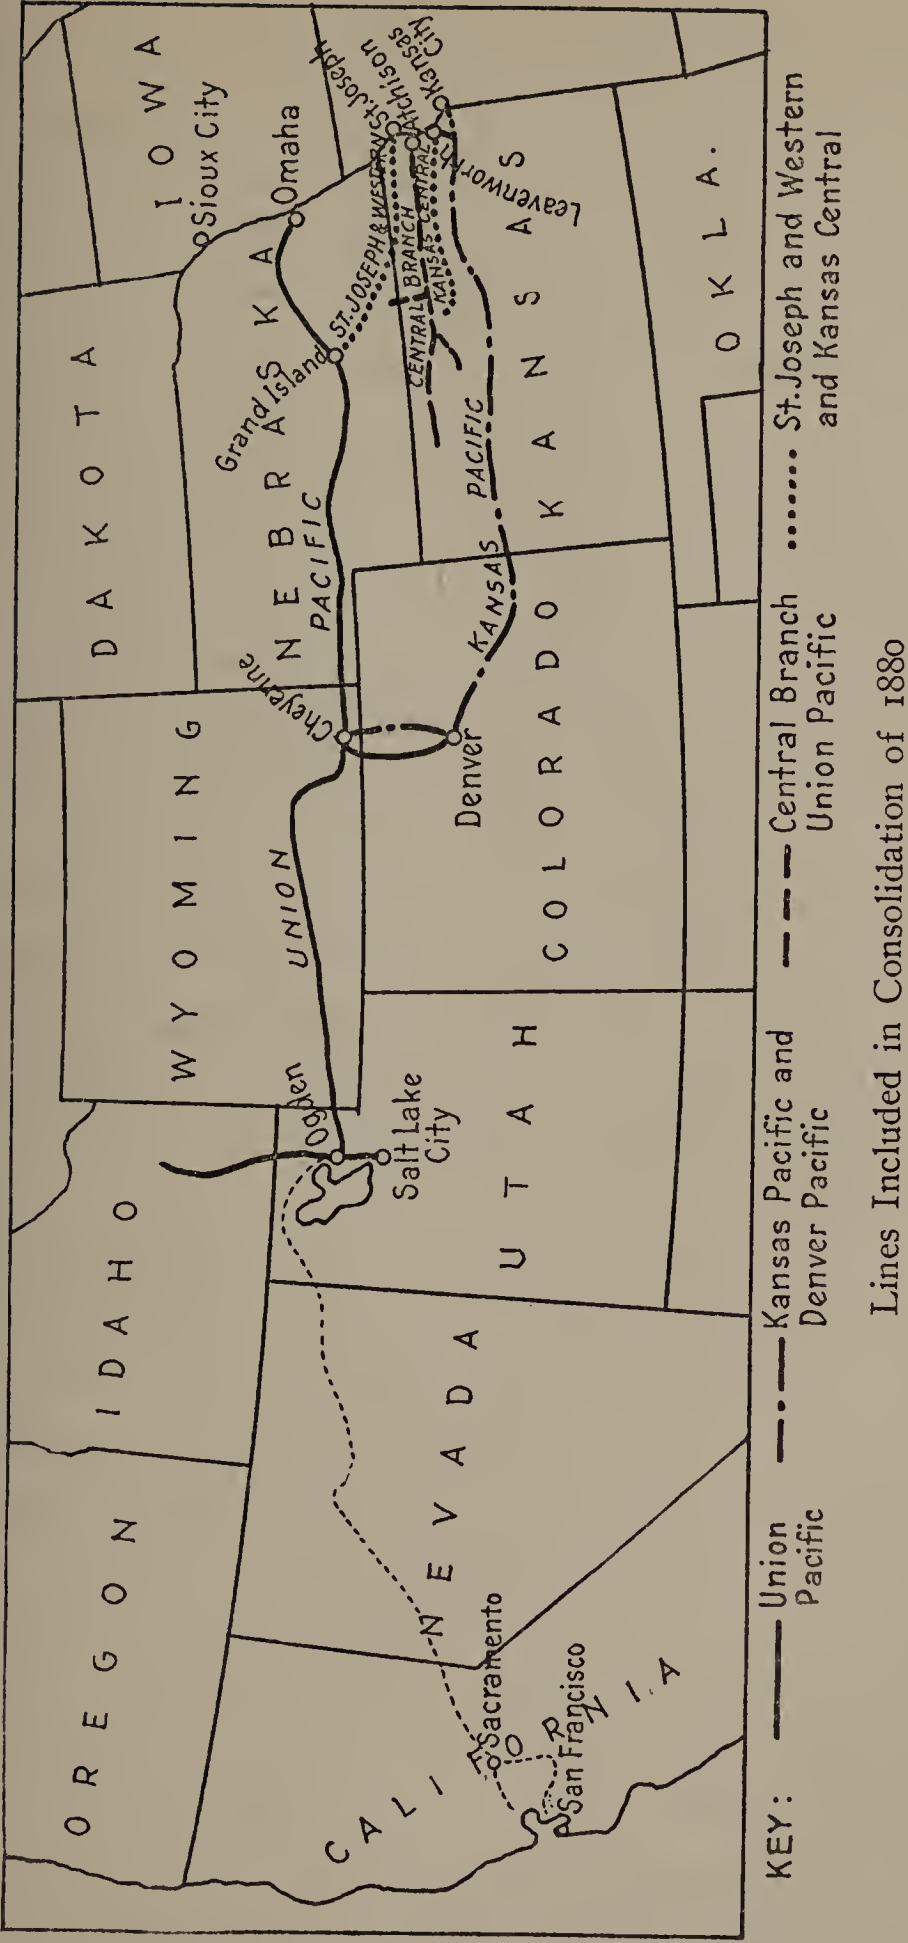 OREGON
IDAHO
WYOMING
DAKOTA
IOWA
Sioux City
Omaha
NEBRASKA
Grand Island
ST. JOSEPH & WESTERN
St. Joseph
Atchison
Kansas
City
Leavenworth
CENTRAL BRANCH
KANSAS CENTRAL
Cheyenne
UNION
PACIFIC
Ogden
Salt Lake
City
Denver
KANSAS
PACIFIC
CALIFORNIA
Sacramento
San Francisco
NEVADA
UTAH
COLORADO
KANSAS
OKLA.
KEY:
Union
Pacific
Kansas Pacific and
Denver Pacific
Central Branch
Union Pacific
St. Joseph and Western
and Kansas Central
Lines Included in Consolidation of 1880